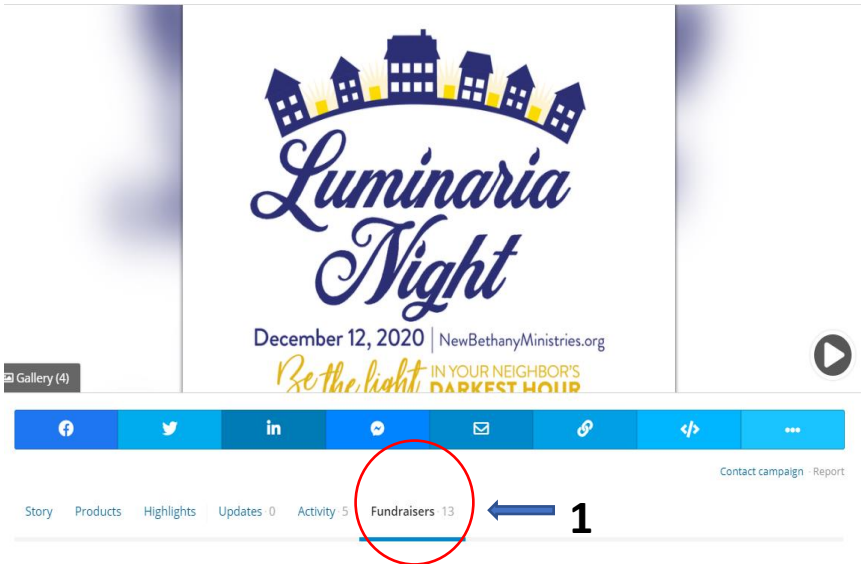 Luminaria
Night
December 12, 2020 | NewBethanyMinistries.org
Be the light IN YOUR NEIGHBOR'S
DARKEST HOUR
Gallery (4)
Contact campaign · Report
Story Products Highlights Updates · 0 Activity · 5 Fundraisers · 13
1